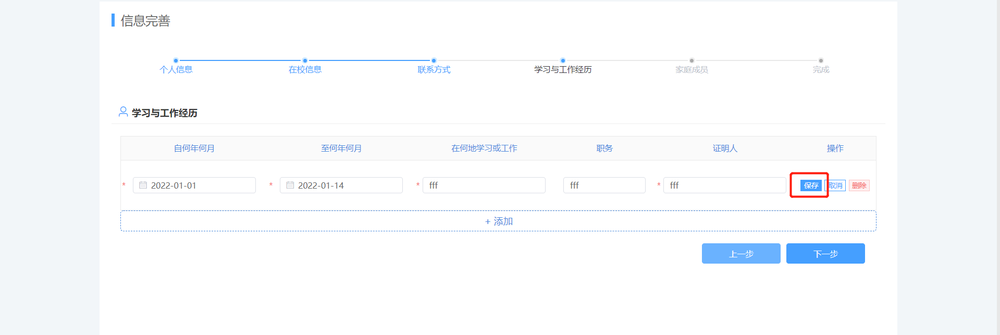 信息完善
个人信息 在校信息 联系方式 学习与工作经历 家庭成员 完成
学习与工作经历
自何年何月 至何年何月 在何地学习或工作 职务 证明人 操作
* 2022-01-01 * 2022-01-14 * fff fff * fff 保存 取消 删除
+ 添加
上一步 下一步